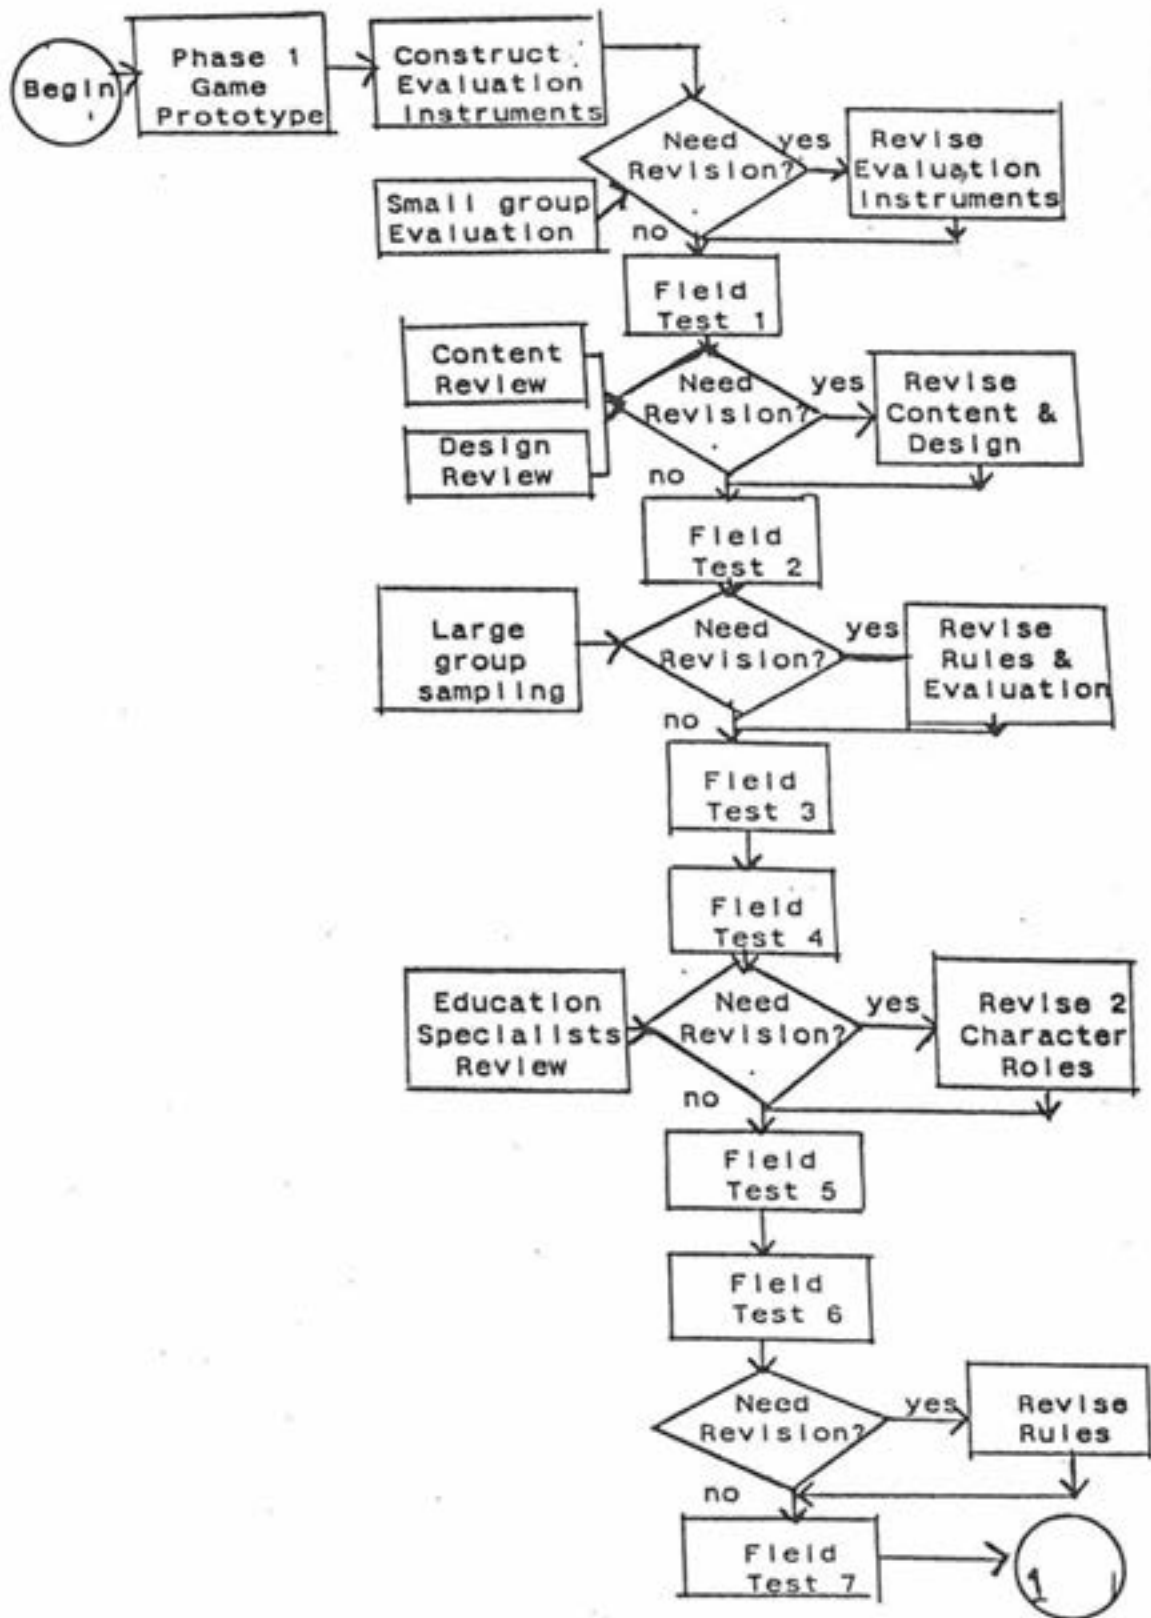 Begin
Phase 1
Game
Prototype
Construct
Evaluation
Instruments
Need
Revision?
yes
Revise
Evaluation
Instruments
Small group
Evaluation
no
Field
Test 1
Content
Review
Design
Review
Need
Revision?
yes
Revise
Content &
Design
no
Field
Test 2
Large
group
sampling
Need
Revision?
yes
Revise
Rules &
Evaluation
no
Field
Test 3
Field
Test 4
Education
Specialists
Review
Need
Revision?
yes
Revise 2
Character
Roles
no
Field
Test 5
Field
Test 6
Need
Revision?
yes
Revise
Rules
no
Field
Test 7